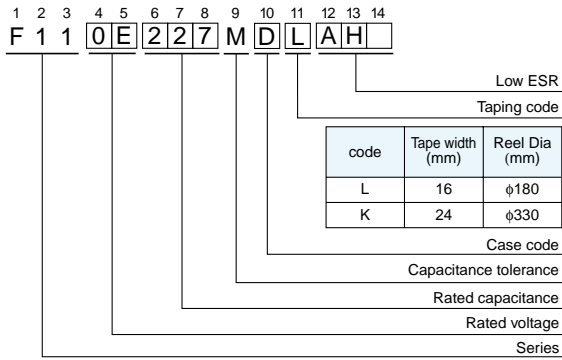 1 2 3 4 5 6 7 8 9 10 11 12 13 14
F 1 1 0 E 2 2 7 M D L A H
Low ESR
Taping code
code Tape width (mm) Reel Dia (mm)
L 16 ϕ180
K 24 ϕ330
Case code
Capacitance tolerance
Rated capacitance
Rated voltage
Series